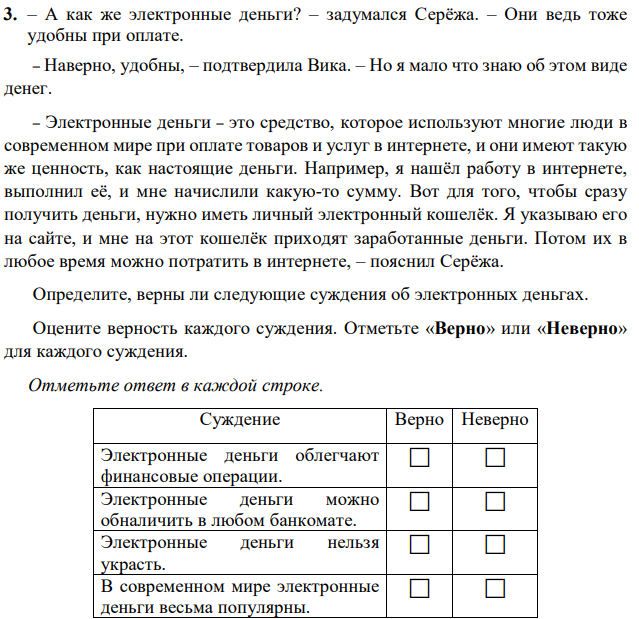 3. – А как же электронные деньги? – задумался Серёжа. – Они ведь тоже
удобны при оплате.
– Наверно, удобны, – подтвердила Вика. – Но я мало что знаю об этом виде
денег.
– Электронные деньги – это средство, которое используют многие люди в
современном мире при оплате товаров и услуг в интернете, и они имеют такую
же ценность, как настоящие деньги. Например, я нашёл работу в интернете,
выполнил её, и мне начислили какую-то сумму. Вот для того, чтобы сразу
получить деньги, нужно иметь личный электронный кошелёк. Я указываю его
на сайте, и мне на этот кошелёк приходят заработанные деньги. Потом их в
любое время можно потратить в интернете, – пояснил Серёжа.
Определите, верны ли следующие суждения об электронных деньгах.
Оцените верность каждого суждения. Отметьте «Верно» или «Неверно»
для каждого суждения.
Отметьте ответ в каждой строке.
Суждение Верно Неверно
Электронные деньги облегчают
финансовые операции.
Электронные деньги можно
обналичить в любом банкомате.
Электронные деньги нельзя
украсть.
В современном мире электронные
деньги весьма популярны.